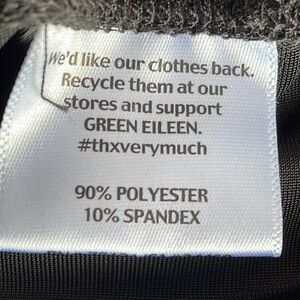 We'd like our clothes back.
Recycle them at our
stores and support
GREEN EILEEN.
#thxverymuch
90% POLYESTER
10% SPANDEX